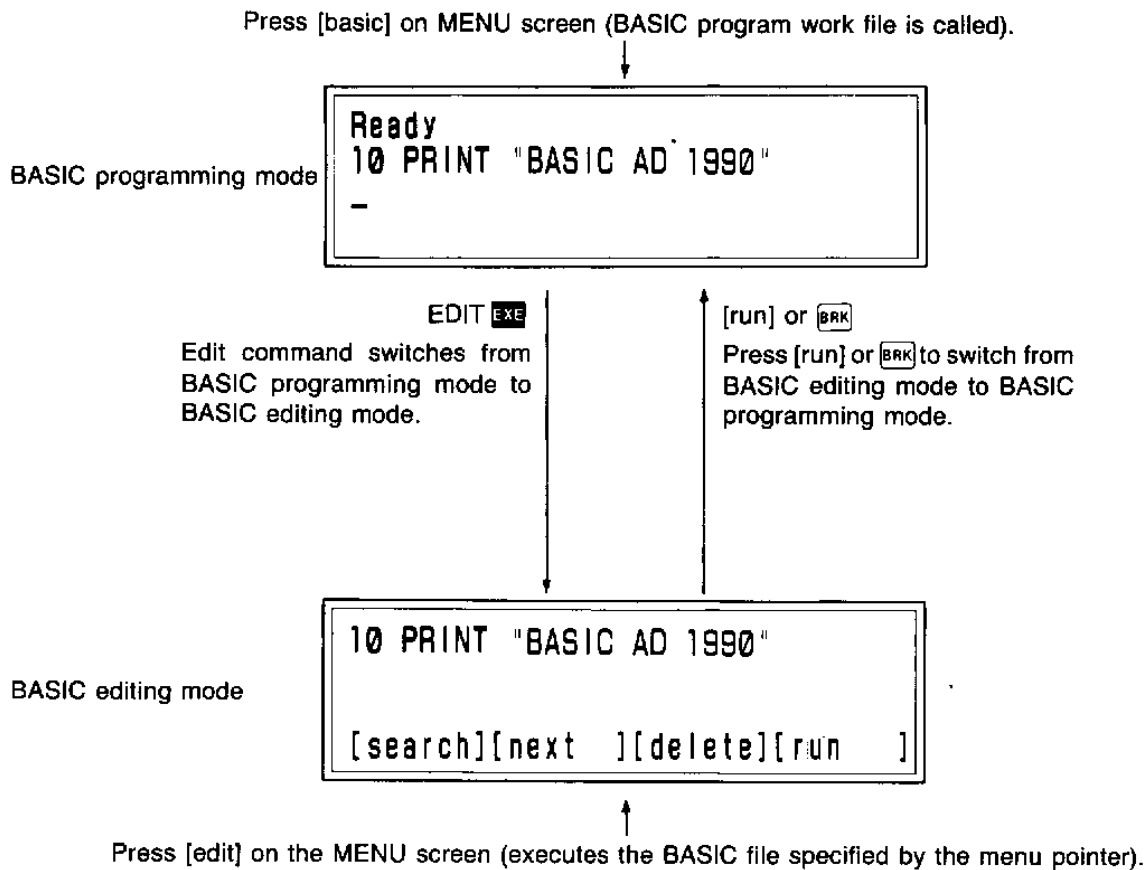 Press [basic] on MENU screen (BASIC program work file is called).
BASIC programming mode
Ready
10 PRINT "BASIC AD 1990"
_
EDIT EXE
Edit command switches from
BASIC programming mode to
BASIC editing mode.
[run] or BRK
Press [run] or BRK to switch from
BASIC editing mode to BASIC
programming mode.
BASIC editing mode
10 PRINT "BASIC AD 1990"
[search][next  ][delete][run   ]
Press [edit] on the MENU screen (executes the BASIC file specified by the menu pointer).